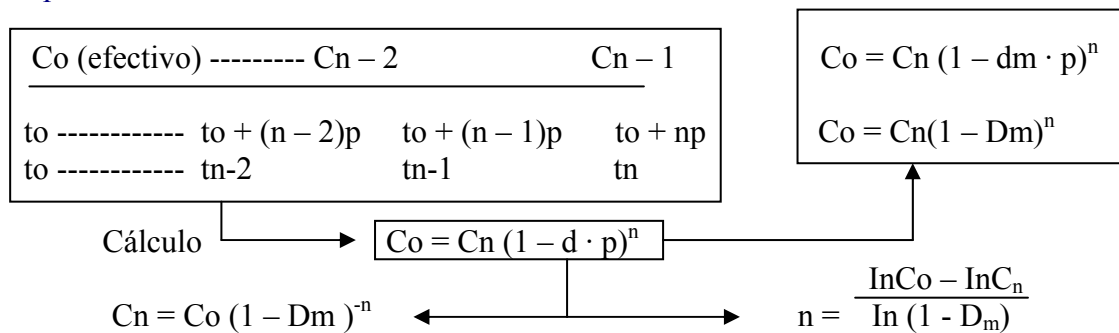 Co (efectivo) --------- Cn – 2 Cn – 1
to ------------ to + (n – 2)p to + (n – 1)p to + np
to ------------ tn-2 tn-1 tn
Co = Cn (1 – dm · p)ⁿ
Co = Cn(1 – Dm)ⁿ
Cálculo
Co = Cn (1 – d · p)ⁿ
Cn = Co (1 – Dm )⁻ⁿ
n =
InCo – InCₙ
In (1 - Dₘ)